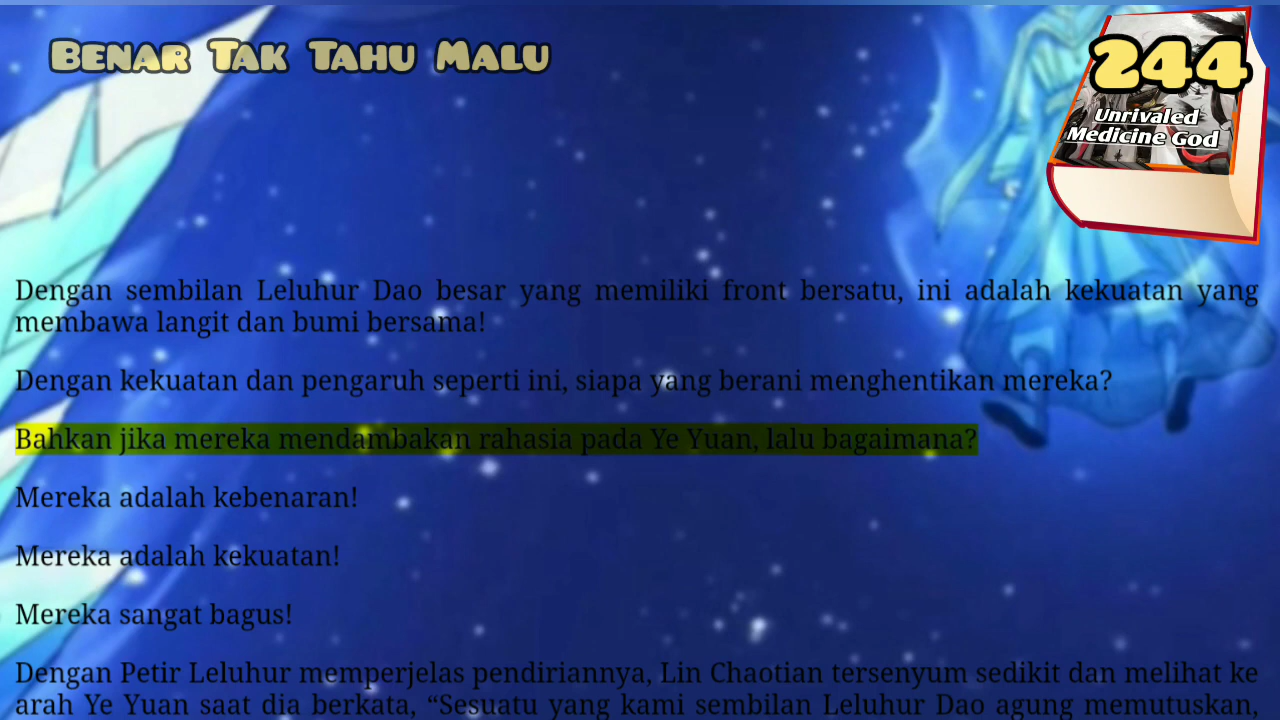 Benar Tak Tahu Malu
244
Unrivaled
Medicine God
Dengan sembilan Leluhur Dao besar yang memiliki front bersatu, ini adalah kekuatan yang
membawa langit dan bumi bersama!
Dengan kekuatan dan pengaruh seperti ini, siapa yang berani menghentikan mereka?
Bahkan jika mereka mendambakan rahasia pada Ye Yuan, lalu bagaimana?
Mereka adalah kebenaran!
Mereka adalah kekuatan!
Mereka sangat bagus!
Dengan Petir Leluhur memperjelas pendiriannya, Lin Chaotian tersenyum sedikit dan melihat ke
arah Ye Yuan saat dia berkata, “Sesuatu yang kami sembilan Leluhur Dao agung memutuskan,